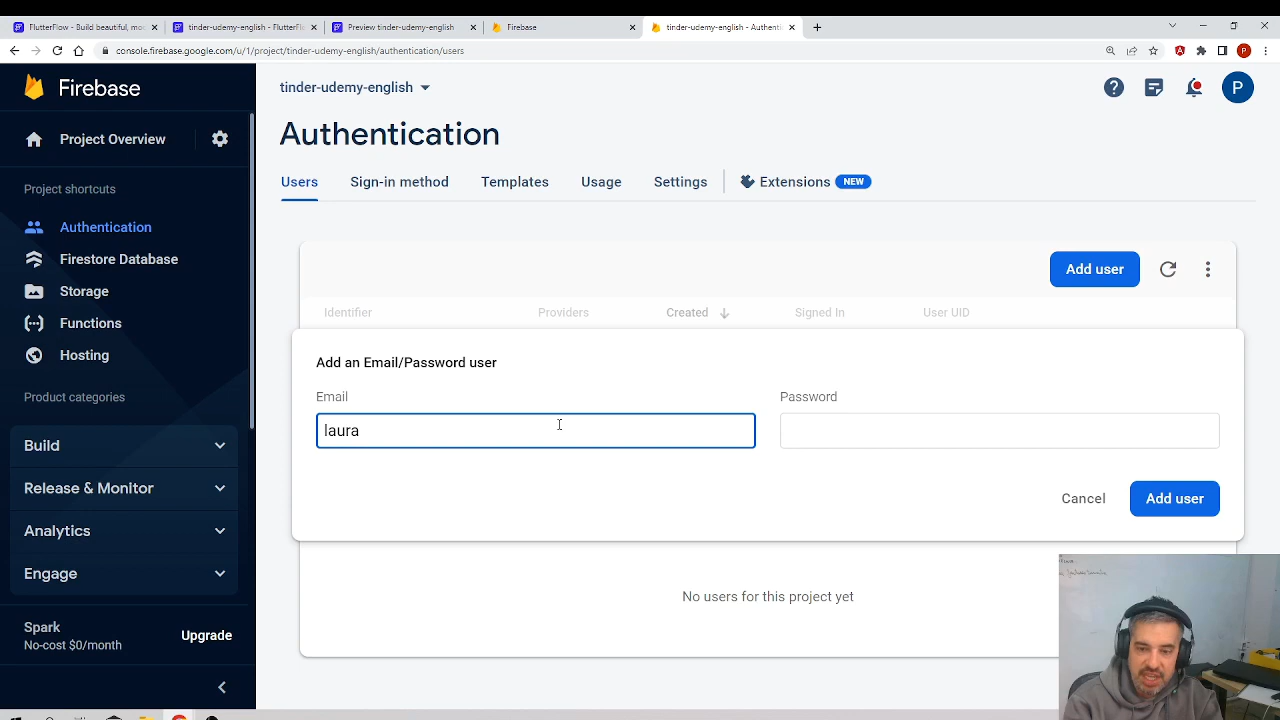 FlutterFlow - Build beautiful, mo
tinder-udemy-english - FlutterF
Preview tinder-udemy-english
Firebase
tinder-udemy-english - Authenti
console.firebase.google.com/u/1/project/tinder-udemy-english/authentication/users
P
Firebase
tinder-udemy-english
P
Project Overview
Authentication
Project shortcuts
Users
Sign-in method
Templates
Usage
Settings
Extensions
NEW
Authentication
Firestore Database
Storage
Functions
Hosting
Product categories
Build
Release & Monitor
Analytics
Engage
Spark
No-cost $0/month
Upgrade
Add user
Identifier
Providers
Created
Signed In
User UID
Add an Email/Password user
Email
Password
laura
Cancel
Add user
No users for this project yet